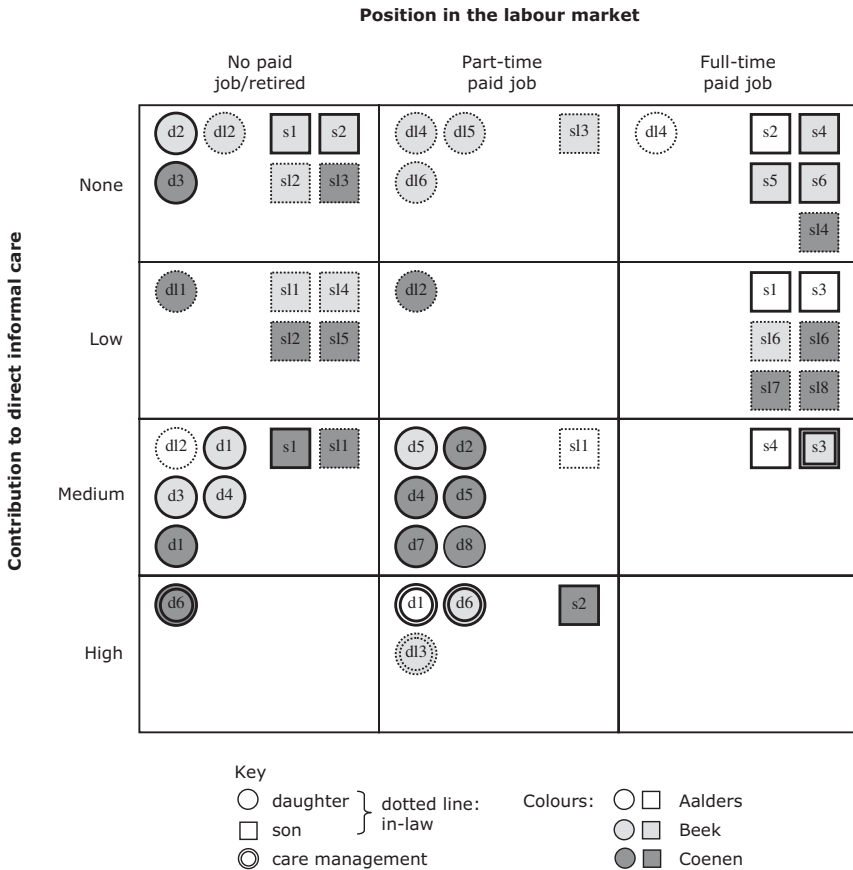 Position in the labour market
No paid
job/retired
Part-time
paid job
Full-time
paid job
Contribution to direct informal care
None
d2 dl2 s1 s2 dl4 dl5 sl3 dl4 s2 s4
d3 sl2 sl3 dl6 s5 s6
sl4
Low
dl1 sl1 sl4 dl2 s1 s3
sl2 sl5 sl6 sl6
sl7 sl8
Medium
dl2 d1 s1 sl1 d5 d2 sl1 s4 s3
d3 d4 d4 d5
d1 d7 d8
High
d6 d1 d6 s2
dl3
Key
daughter
son
dotted line:
in-law
care management
Colours:
Aalders
Beek
Coenen